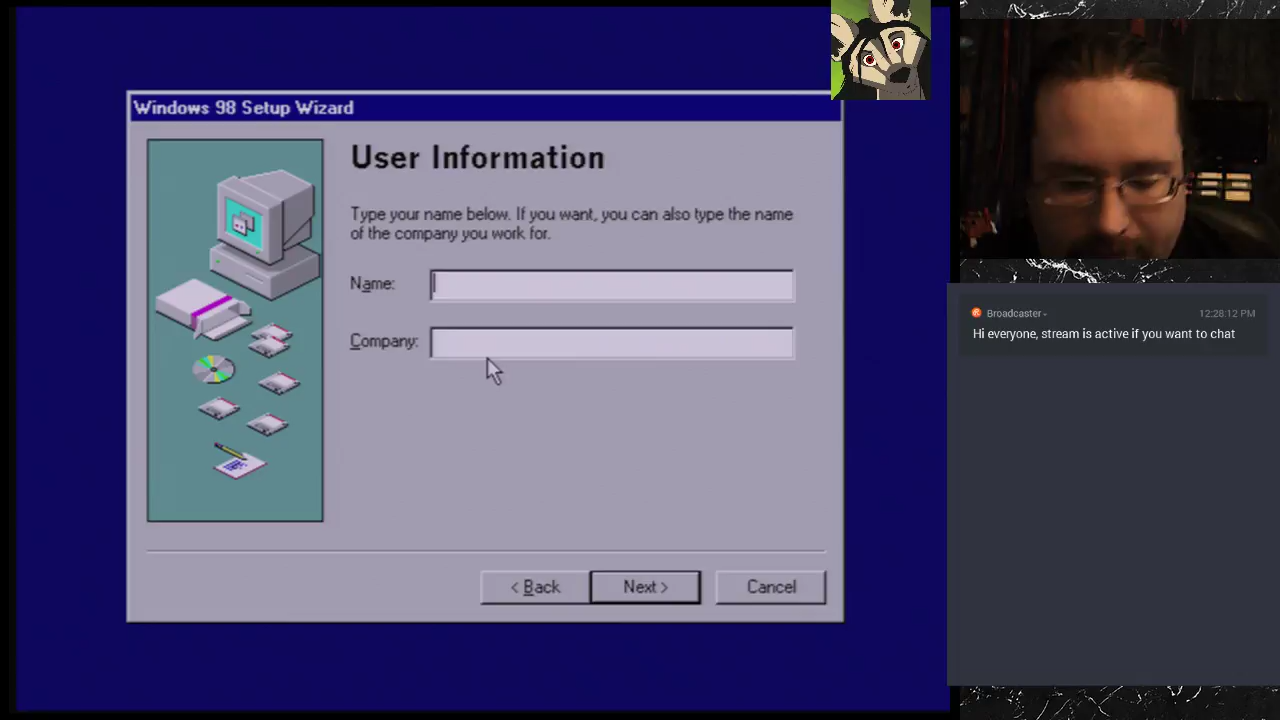 Windows 98 Setup Wizard
User Information
Type your name below. If you want, you can also type the name
of the company you work for.
Name:
Company:
< Back
Next >
Cancel
Broadcaster
12:28:12 PM
Hi everyone, stream is active if you want to chat